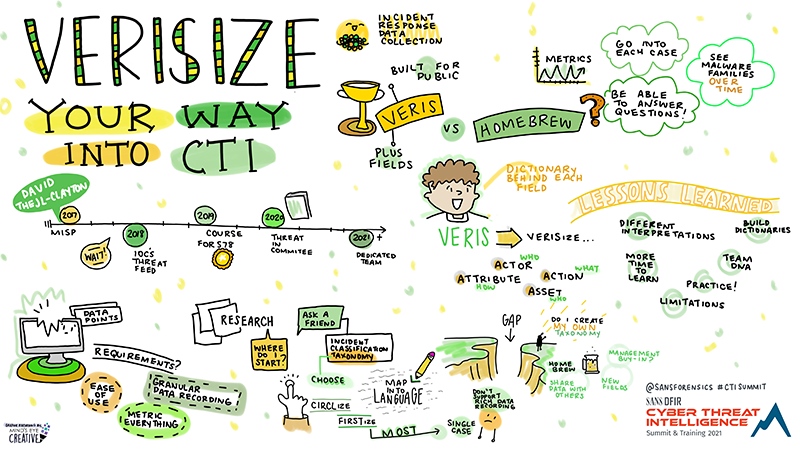 VERISIZE
YOUR WAY
INTO CTI
INCIDENT
RESPONSE
DATA
COLLECTION
BUILT FOR
PUBLIC
VERIS
PLUS
FIELDS
VS
HOMEBREW
?
METRICS
GO INTO
EACH CASE
BE ABLE
TO ANSWER
QUESTIONS!
SEE
MALWARE
FAMILIES
OVER
TIME
DAVID
THEJL-CLAYTON
2017
MISP
WAIT!
2018
IOC'S
THREAT
FEED
2019
COURSE
FOR 578
2020
THREAT
IN
COMMITEE
2021
DEDICATED
TEAM
DICTIONARY
BEHIND EACH
FIELD
VERIS
VERISIZE...
WHO
ACTOR
ATTRIBUTE
HOW
WHAT
ACTION
ASSET
WHO
LESSONS LEARNED
DIFFERENT
INTERPRETATIONS
BUILD
DICTIONARIES
MORE
TIME
TO
LEARN
TEAM
DNA
PRACTICE!
LIMITATIONS
DATA
POINTS
REQUIREMENTS?
EASE
OF
USE
GRANULAR
DATA RECORDING
METRIC
EVERYTHING
RESEARCH
WHERE
DO I
START?
ASK A
FRIEND
INCIDENT
CLASSIFICATION
TAXONOMY
CHOOSE
CIRCLIZE
FIRSTIZE
MAP
INTO
LANGUAGE
MOST
SINGLE
CASE
DON'T
SUPPORT
RICH DATA
RECORDING
GAP
DO I CREATE
MY OWN
TAXONOMY
HOME
BREW
SHARE
DATA WITH
OTHERS
NEW
FIELDS
MANAGEMENT
BUY-IN?
@SANSFORENSICS #CTISUMMIT
SANS DFIR
CYBER THREAT
INTELLIGENCE
Summit & Training 2021
MIND'S EYE
CREATIVE